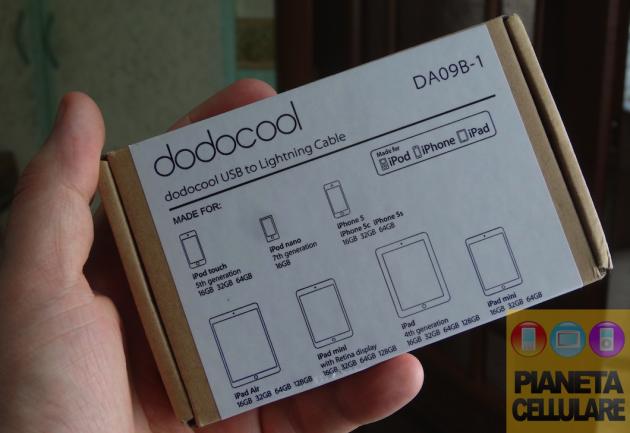 dodocool
DA09B-1
dodocool USB to Lightning Cable
Made for
iPod iPhone iPad
MADE FOR:
iPod touch
5th generation
16GB 32GB 64GB
iPod nano
7th generation
16GB
iPhone 5
iPhone 5c iPhone 5s
16GB 32GB 64GB
iPad Air
16GB 32GB 64GB 128GB
iPad mini
with Retina display
16GB 32GB 64GB 128GB
iPad
4th generation
16GB 32GB 64GB 128GB
iPad mini
16GB 32GB 64GB
PIANETA
CELLULARE